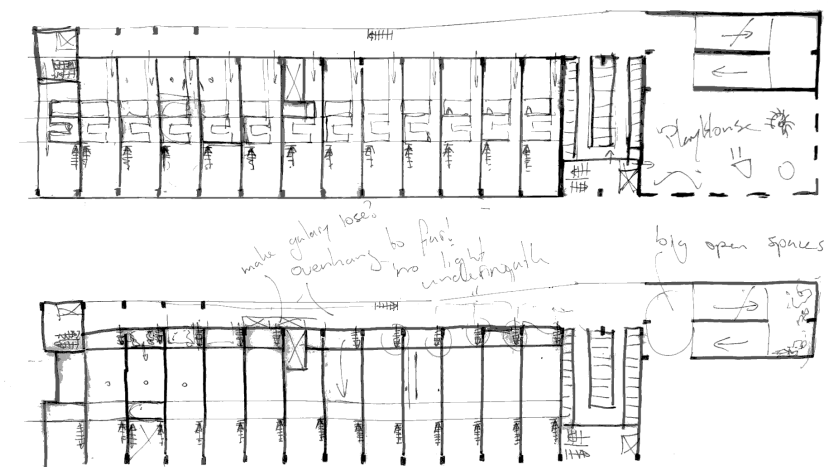 Playhouse
make galary lose?
overhang to far!
no light
underneath
big open spaces